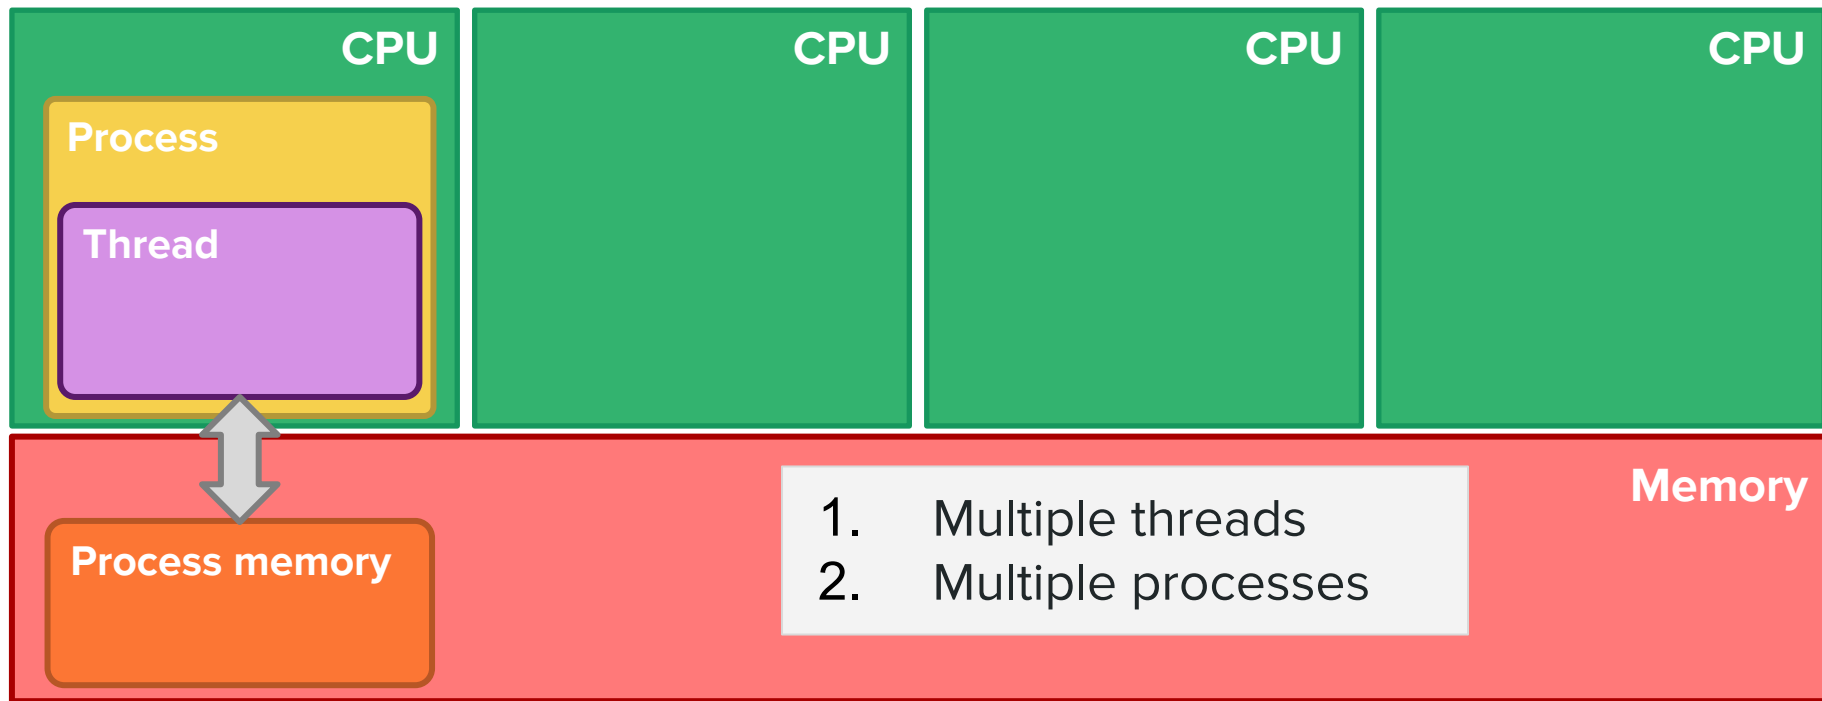 CPU
CPU
CPU
CPU
Process
Thread
Memory
1. Multiple threads
2. Multiple processes
Process memory